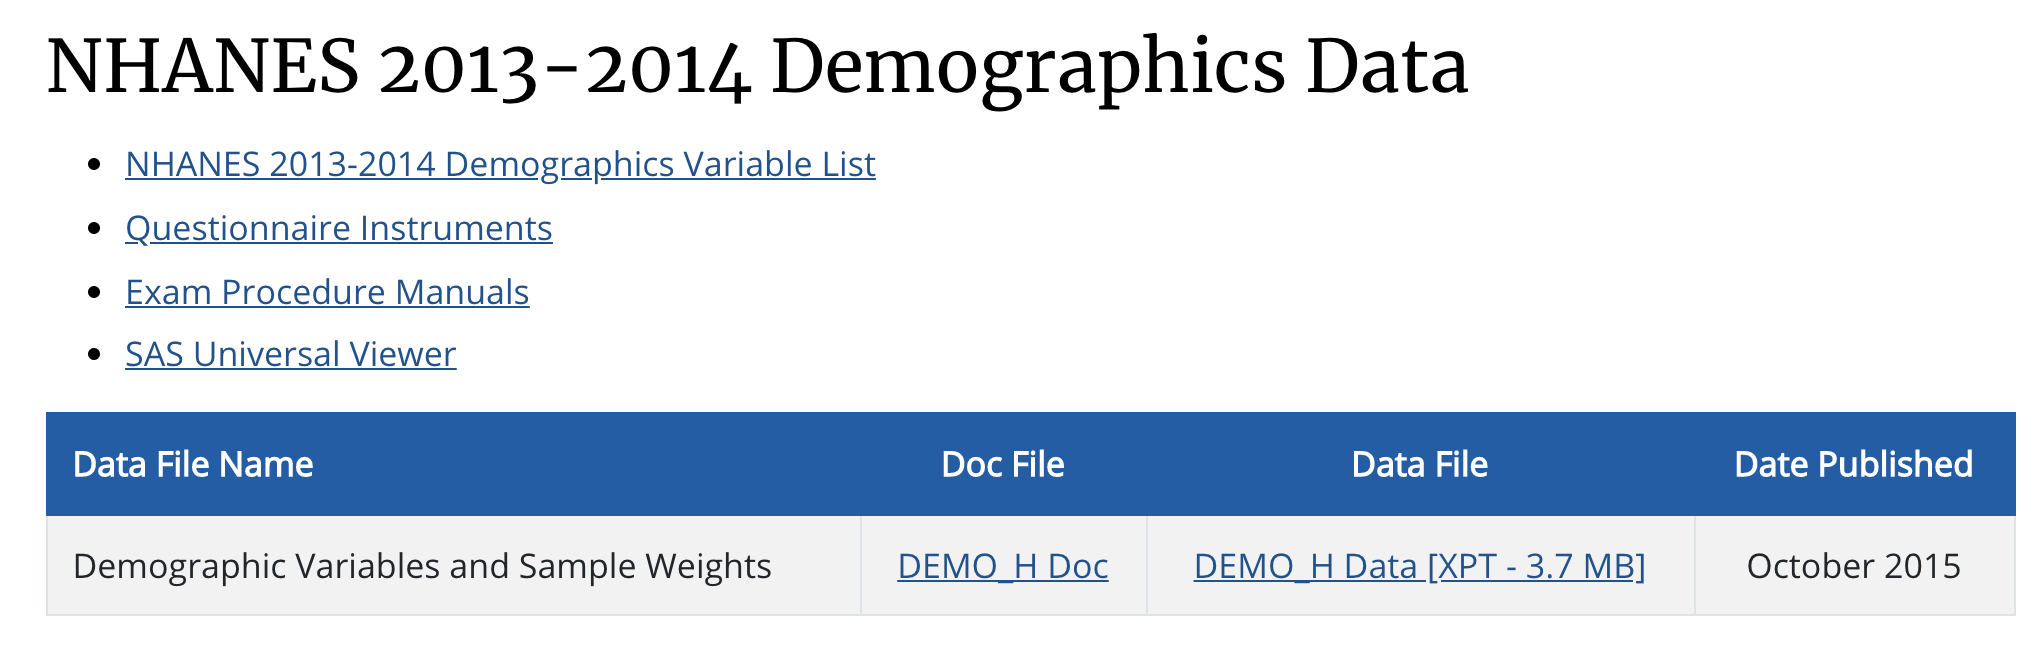 NHANES 2013-2014 Demographics Data
NHANES 2013-2014 Demographics Variable List
Questionnaire Instruments
Exam Procedure Manuals
SAS Universal Viewer
Data File Name Doc File Data File Date Published
Demographic Variables and Sample Weights DEMO_H Doc DEMO_H Data [XPT - 3.7 MB] October 2015